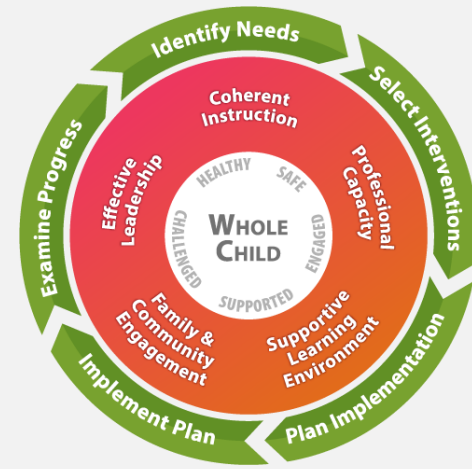 Identify Needs
Select Interventions
Plan Implementation
Implement Plan
Examine Progress
Coherent
Instruction
Professional
Capacity
Supportive
Learning
Environment
Family &
Community
Engagement
Effective
Leadership
HEALTHY
SAFE
ENGAGED
SUPPORTED
CHALLENGED
WHOLE
CHILD